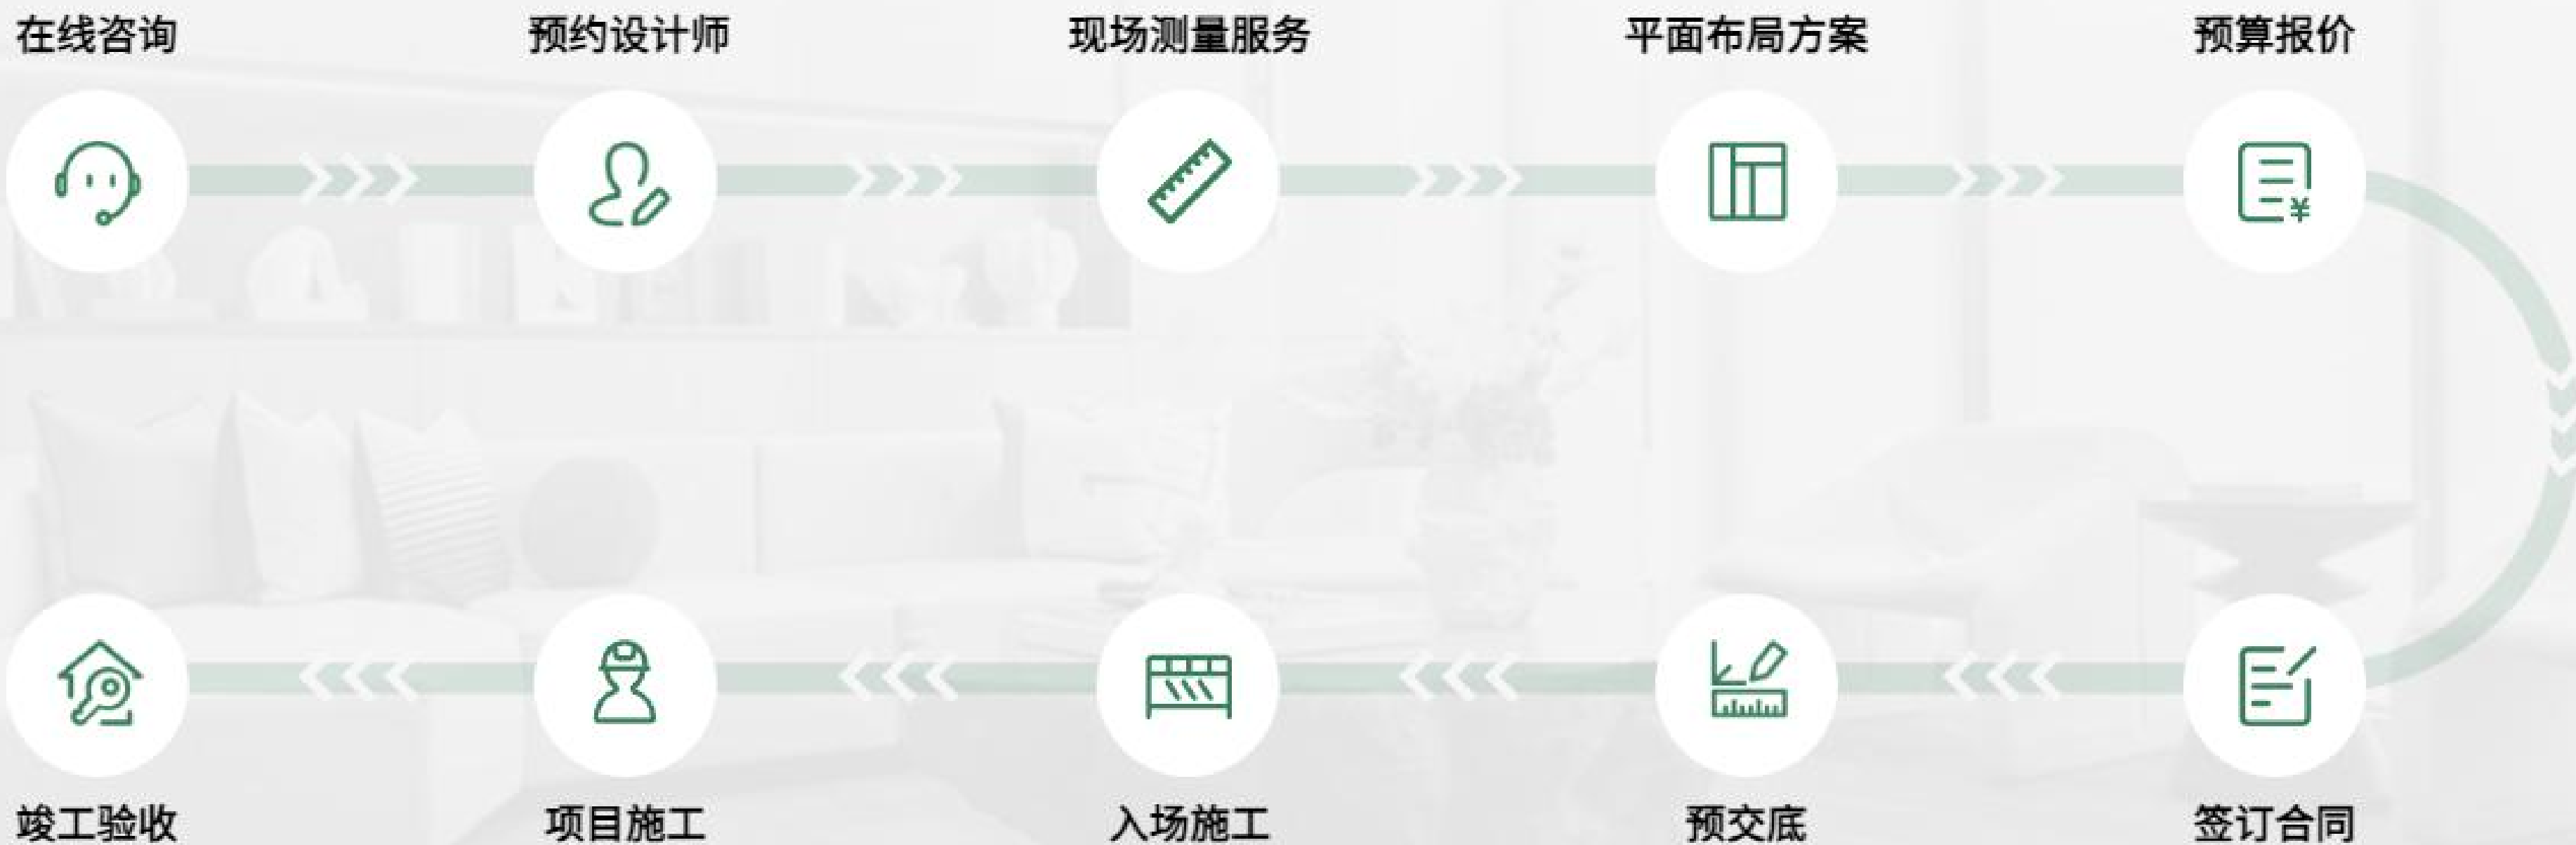 在线咨询
预约设计师
现场测量服务
平面布局方案
预算报价
¥
竣工验收
项目施工
入场施工
预交底
签订合同